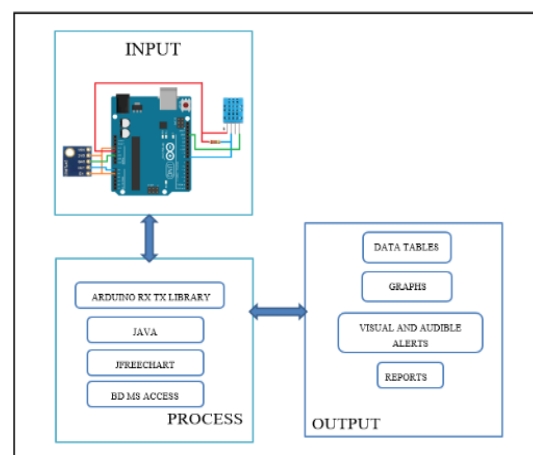 INPUT
ARDUINO RX TX LIBRARY
JAVA
JFREECHART
BD MS ACCESS
PROCESS
DATA TABLES
GRAPHS
VISUAL AND AUDIBLE
ALERTS
REPORTS
OUTPUT